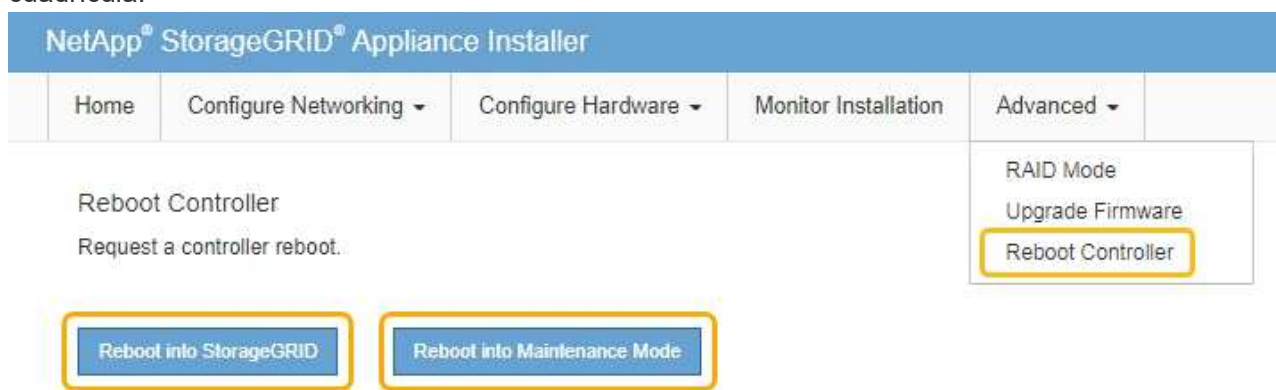 cuadrícula.
NetApp® StorageGRID® Appliance Installer
Home Configure Networking Configure Hardware Monitor Installation Advanced
RAID Mode
Upgrade Firmware
Reboot Controller
Reboot Controller
Request a controller reboot.
Reboot into StorageGRID Reboot into Maintenance Mode